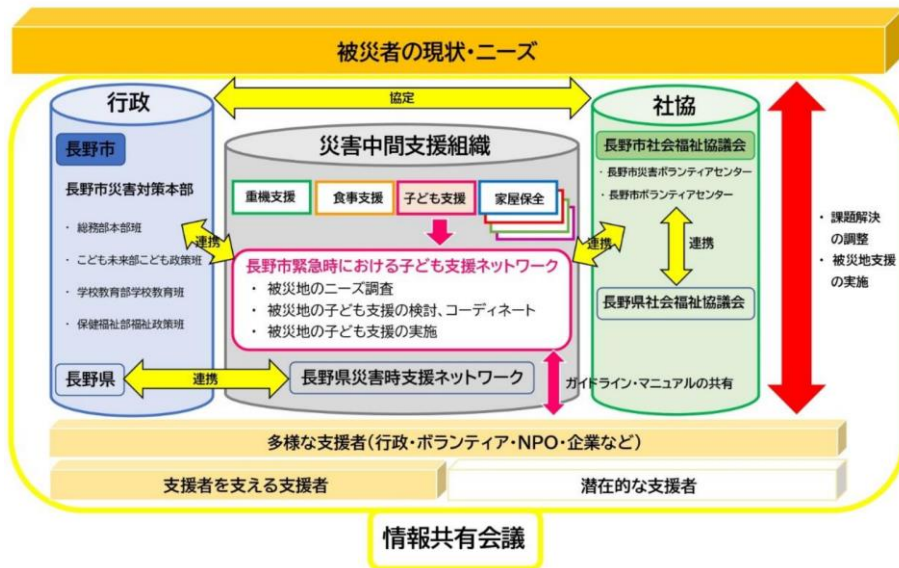 被災者の現状・ニーズ
行政
協定
社協
長野市
長野市災害対策本部
・ 総務部本部班
・ こども未来部こども政策班
・ 学校教育部学校教育班
・ 保健福祉部福祉政策班
長野県
災害中間支援組織
重機支援
食事支援
子ども支援
家屋保全
連携
連携
長野市緊急時における子ども支援ネットワーク
・ 被災地のニーズ調査
・ 被災地の子ども支援の検討、コーディネート
・ 被災地の子ども支援の実施
連携
長野県災害時支援ネットワーク
長野市社会福祉協議会
・ 長野市災害ボランティアセンター
・ 長野市ボランティアセンター
連携
長野県社会福祉協議会
ガイドライン・マニュアルの共有
・ 課題解決
の調整
・ 被災地支援
の実施
多様な支援者(行政・ボランティア・NPO・企業など)
支援者を支える支援者
潜在的な支援者
情報共有会議